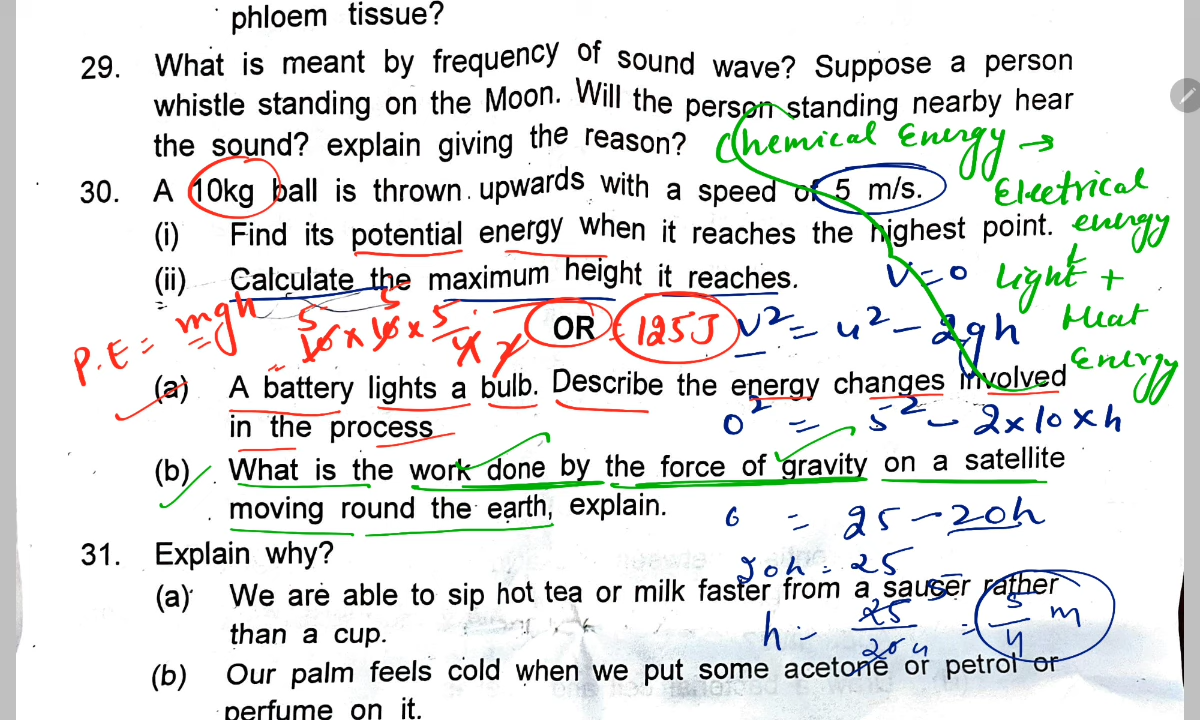 phloem tissue?
29. What is meant by frequency of sound wave? Suppose a person
whistle standing on the Moon. Will the person standing nearby hear
the sound? explain giving the reason?
Chemical Energy →
Electrical
energy
Light +
Heat
Energy
30. A 10kg ball is thrown upwards with a speed of 5 m/s.
(i) Find its potential energy when it reaches the highest point.
(ii) Calculate the maximum height it reaches.
V = 0
P.E = mgh
10 × 10 × 5/4
= 125J
OR
V² = u² - 2gh
(a) A battery lights a bulb. Describe the energy changes involved
in the process
0² = 5² - 2×10×h
(b) What is the work done by the force of gravity on a satellite
moving round the earth, explain.
0 = 25 - 20h
20h = 25
h = 25/20 = 5/4 m
31. Explain why?
(a) We are able to sip hot tea or milk faster from a saucer rather
than a cup.
(b) Our palm feels cold when we put some acetone or petrol or
perfume on it.